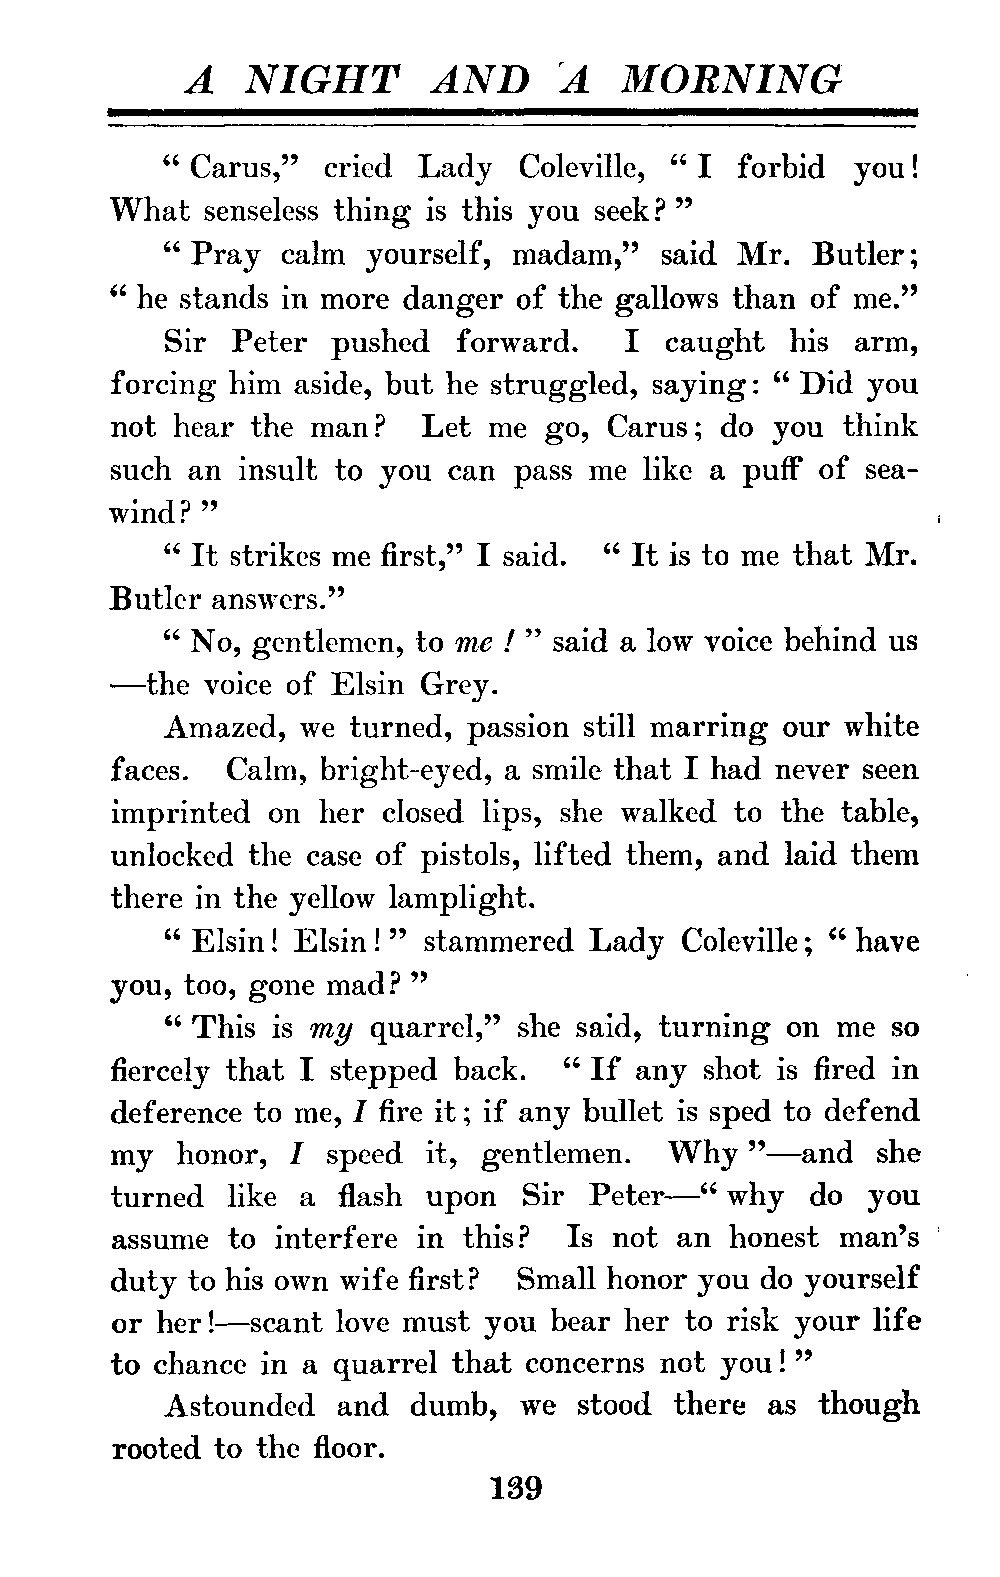 A NIGHT AND A MORNING
“ Carus,” cried Lady Coleville, “ I forbid you!
What senseless thing is this you seek? ”
“ Pray calm yourself, madam,” said Mr. Butler;
“ he stands in more danger of the gallows than of me.”
Sir Peter pushed forward. I caught his arm,
forcing him aside, but he struggled, saying: “ Did you
not hear the man? Let me go, Carus; do you think
such an insult to you can pass me like a puff of sea-
wind? ”
“ It strikes me first,” I said. “ It is to me that Mr.
Butler answers.”
“ No, gentlemen, to me ! ” said a low voice behind us
—the voice of Elsin Grey.
Amazed, we turned, passion still marring our white
faces. Calm, bright-eyed, a smile that I had never seen
imprinted on her closed lips, she walked to the table,
unlocked the case of pistols, lifted them, and laid them
there in the yellow lamplight.
“ Elsin! Elsin! ” stammered Lady Coleville; “ have
you, too, gone mad? ”
“ This is my quarrel,” she said, turning on me so
fiercely that I stepped back. “ If any shot is fired in
deference to me, I fire it; if any bullet is sped to defend
my honor, I speed it, gentlemen. Why ”—and she
turned like a flash upon Sir Peter—“ why do you
assume to interfere in this? Is not an honest man’s
duty to his own wife first? Small honor you do yourself
or her!—scant love must you bear her to risk your life
to chance in a quarrel that concerns not you! ”
Astounded and dumb, we stood there as though
rooted to the floor.
139